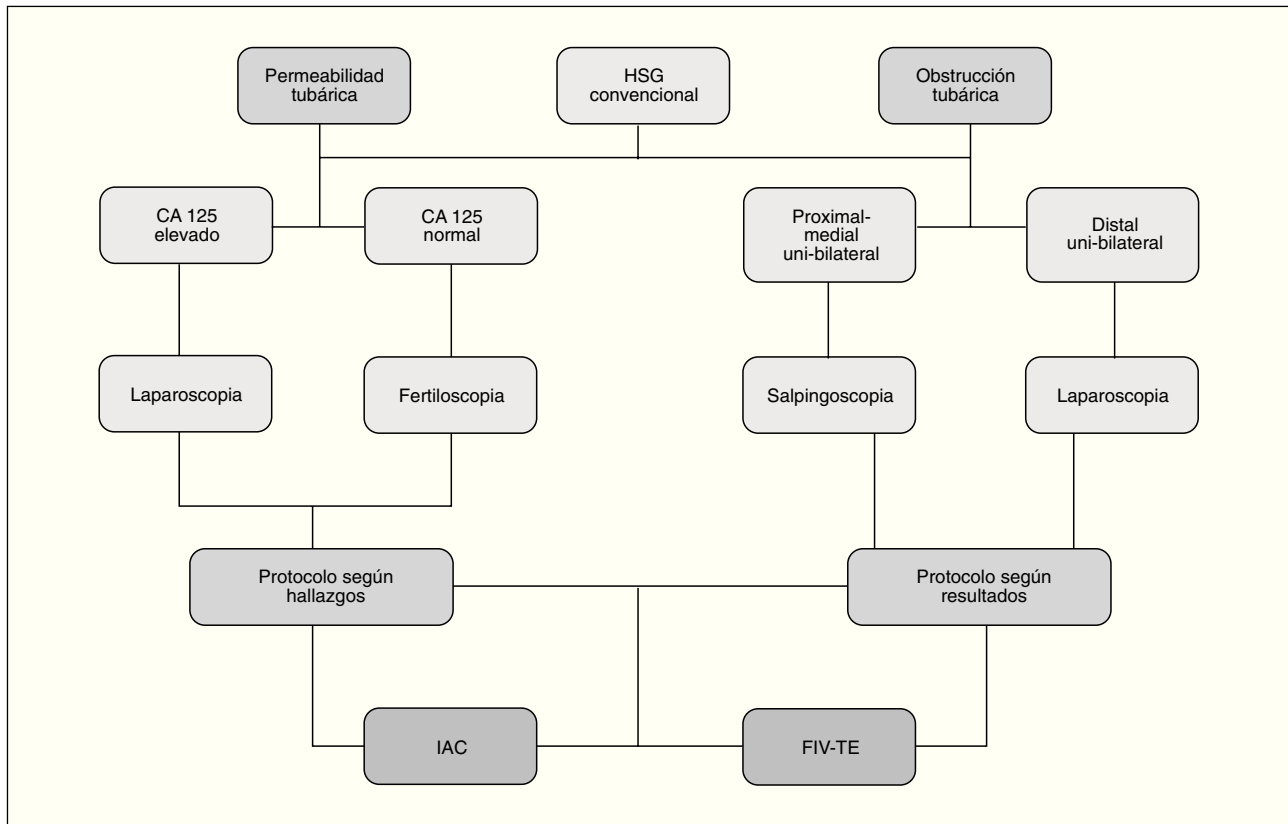 Permeabilidad
tubárica
HSG
convencional
Obstrucción
tubárica
CA 125
elevado
CA 125
normal
Proximal-
medial
uni-bilateral
Distal
uni-bilateral
Laparoscopia
Fertiloscopia
Salpingoscopia
Laparoscopia
Protocolo según
hallazgos
Protocolo según
resultados
IAC
FIV-TE